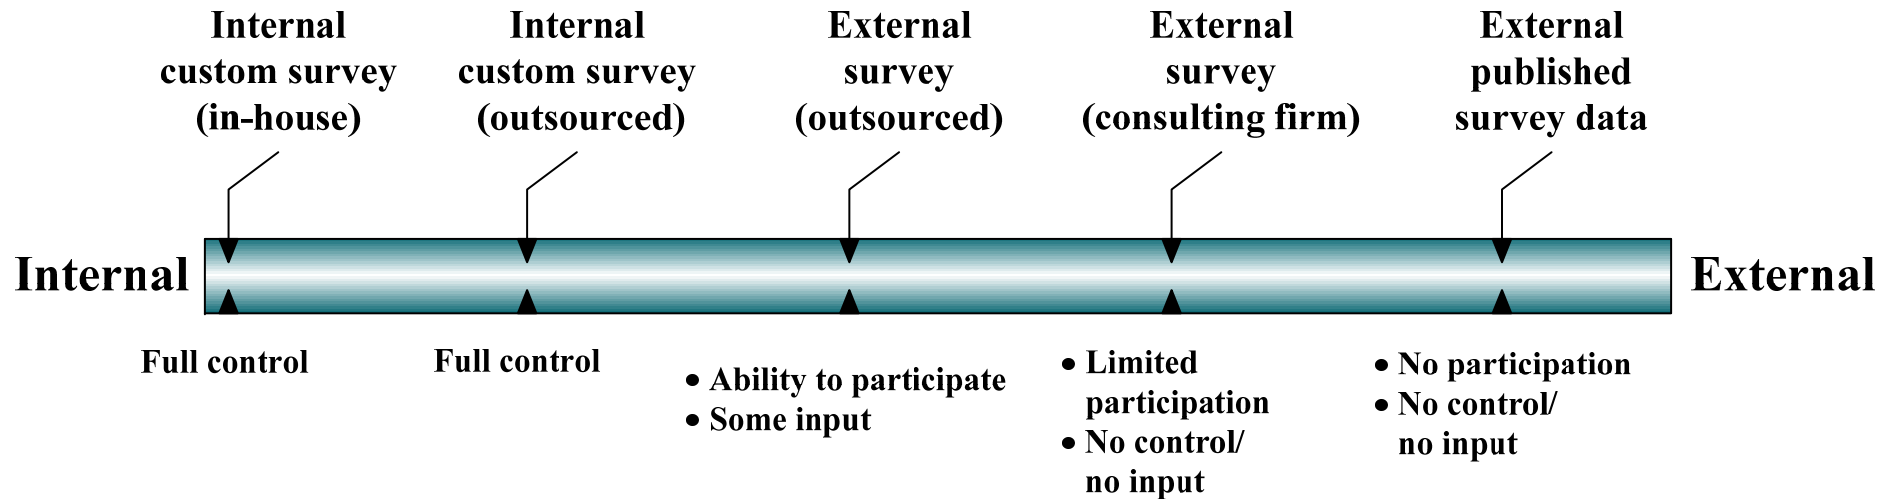 Internal
custom survey
(in-house)
Internal
custom survey
(outsourced)
External
survey
(outsourced)
External
survey
(consulting firm)
External
published
survey data
Internal
External
Full control
Full control
• Ability to participate
• Some input
• Limited
participation
• No control/
no input
• No participation
• No control/
no input